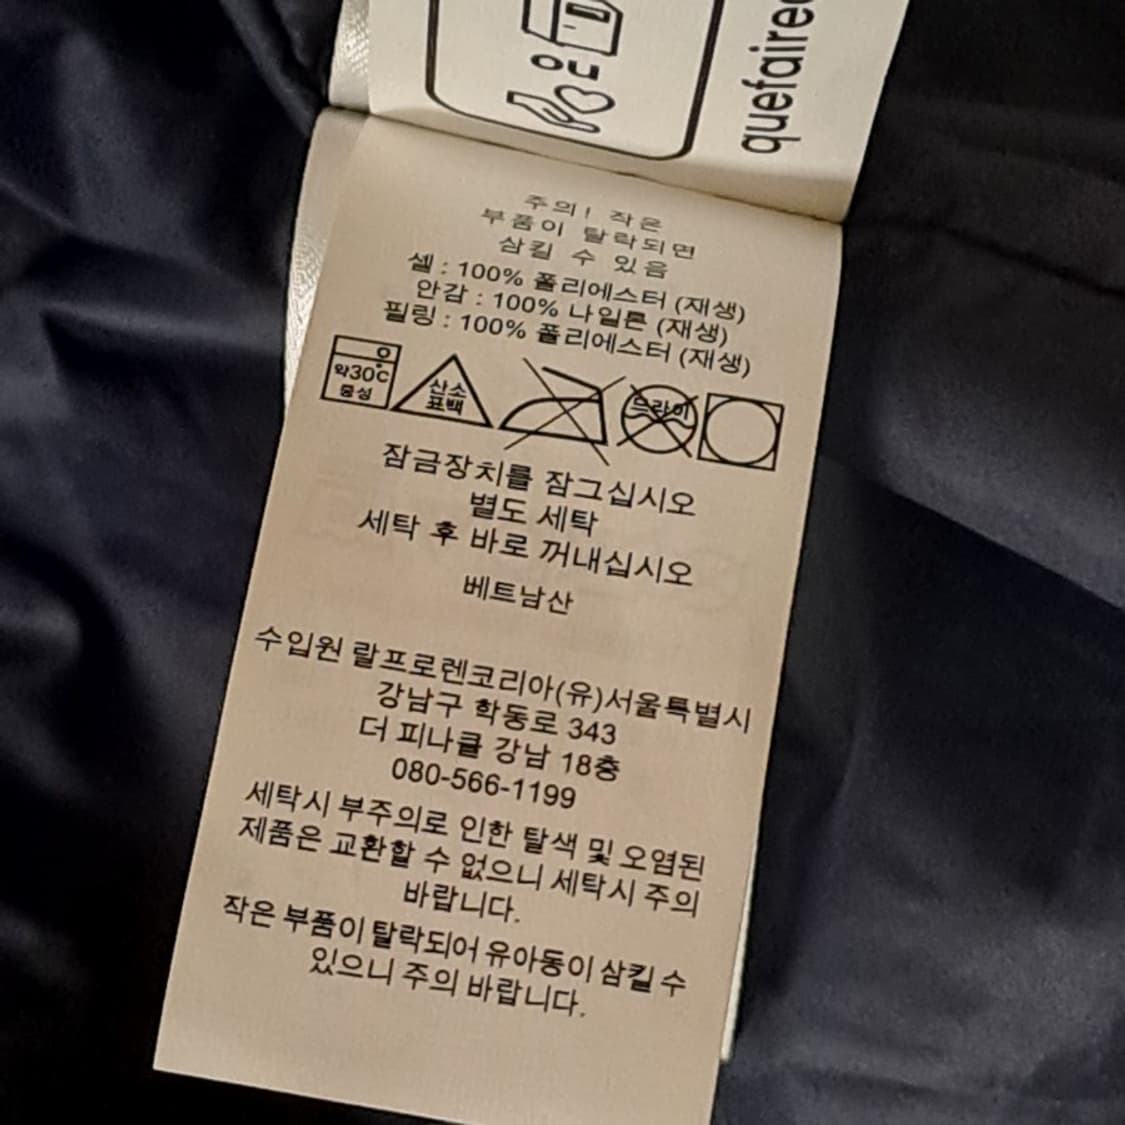 quefairede
주의! 작은
부품이 탈락되면
삼킬 수 있음
셀 : 100% 폴리에스터 (재생)
안감 : 100% 나일론 (재생)
필링 : 100% 폴리에스터 (재생)
약30°C
중성
산소
표백
드라이
잠금장치를 잠그십시오
별도 세탁
세탁 후 바로 꺼내십시오
베트남산
수입원 랄프로렌코리아(유)서울특별시
강남구 학동로 343
더 피나클 강남 18층
080-566-1199
세탁시 부주의로 인한 탈색 및 오염된
제품은 교환할 수 없으니 세탁시 주의
바랍니다.
작은 부품이 탈락되어 유아동이 삼킬 수
있으니 주의 바랍니다.